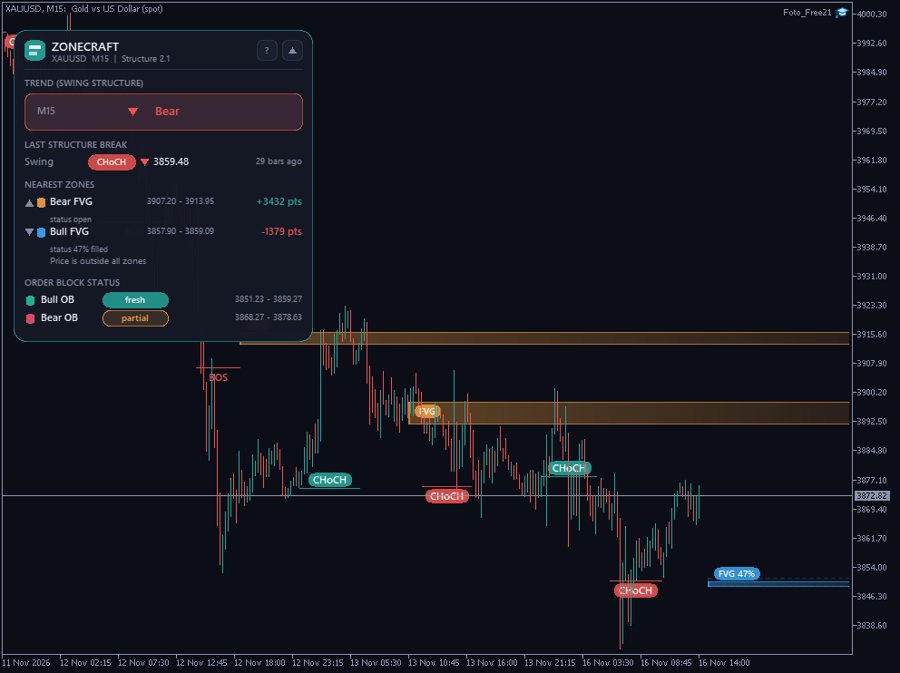 XAUUSD, M15: Gold vs US Dollar (spot)
Foto_Free21
ZONECRAFT
XAUUSD M15 | Structure 2.1
?
TREND (SWING STRUCTURE)
M15 Bear
LAST STRUCTURE BREAK
Swing CHoCH 3859.48 29 bars ago
NEAREST ZONES
Bear FVG 3907.20 - 3913.95 +3432 pts
status open
Bull FVG 3857.90 - 3859.09 -1379 pts
status 47% filled
Price is outside all zones
ORDER BLOCK STATUS
Bull OB fresh 3851.23 - 3859.27
Bear OB partial 3868.27 - 3878.63
BOS
FVG
CHoCH
CHoCH
CHoCH
FVG 47%
CHoCH
4000.30
3992.60
3984.90
3977.20
3969.50
3961.80
3954.10
3946.40
3938.70
3931.00
3923.30
3915.60
3907.90
3900.20
3892.50
3884.80
3877.10
3872.82
3869.40
3861.70
3854.00
3846.30
3838.60
11 Nov 2026 12 Nov 02:15 12 Nov 07:30 12 Nov 12:45 12 Nov 18:00 12 Nov 23:15 13 Nov 05:30 13 Nov 10:45 13 Nov 16:00 13 Nov 21:15 16 Nov 03:30 16 Nov 08:45 16 Nov 14:00